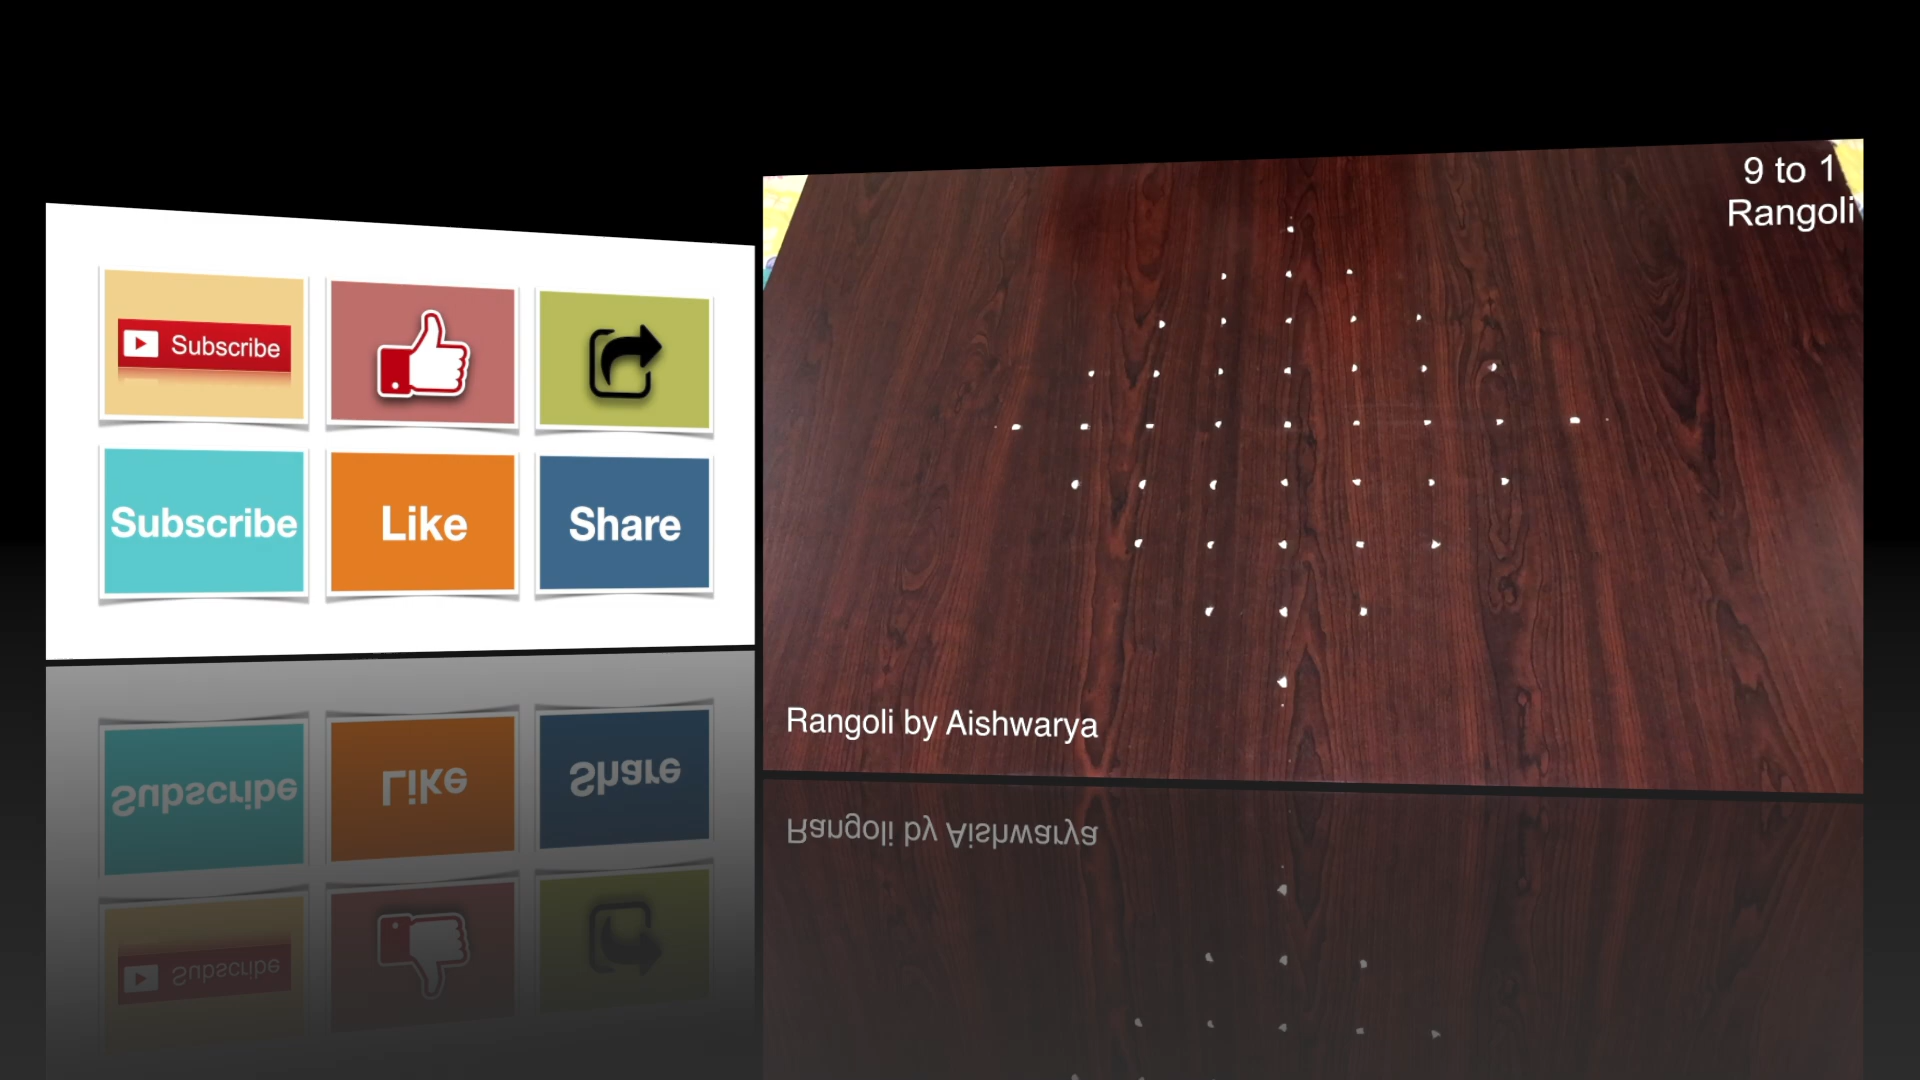 Subscribe
Subscribe
Like
Share
9 to 1
Rangoli
Rangoli by Aishwarya